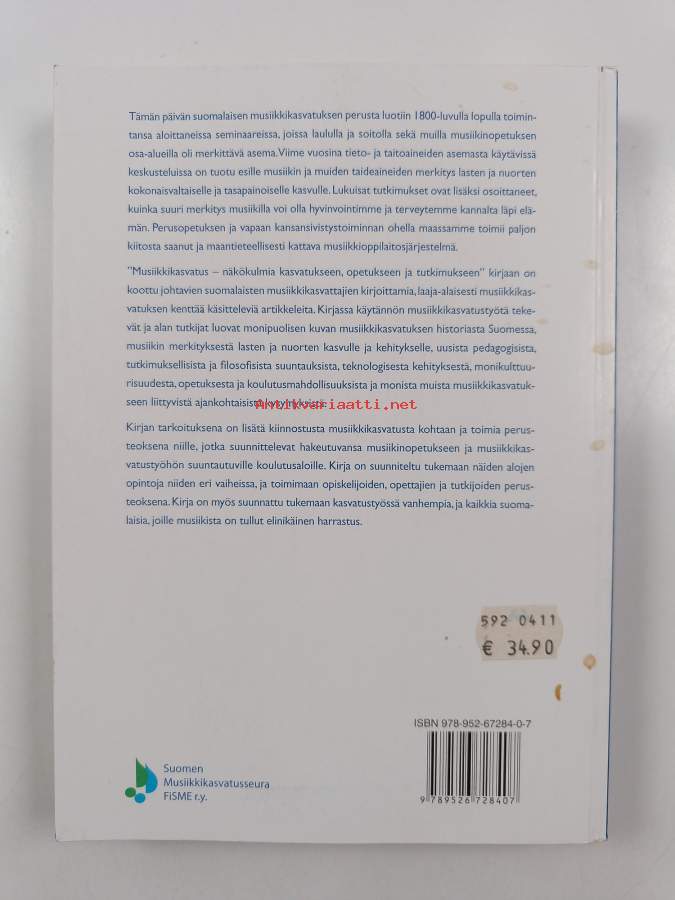 Tämän päivän suomalaisen musiikkikasvatuksen perusta luotiin 1800-luvulla lopulla toimin-
tansa aloittaneissa seminaareissa, joissa laululla ja soitolla sekä muilla musiikinopetuksen
osa-alueilla oli merkittävä asema. Viime vuosina tieto- ja taitoaineiden asemasta käytävissä
keskusteluissa on tuotu esille musiikin ja muiden taideaineiden merkitys lasten ja nuorten
kokonaisvaltaiselle ja tasapainoiselle kasvulle. Lukuisat tutkimukset ovat lisäksi osoittaneet,
kuinka suuri merkitys musiikilla voi olla hyvinvointimme ja terveytemme kannalta läpi elä-
män. Perusopetuksen ja vapaan kansansivistystoiminnan ohella maassamme toimii paljon
kiitosta saanut ja maantieteellisesti kattava musiikkioppilaitosjärjestelmä.
"Musiikkikasvatus – näkökulmia kasvatukseen, opetukseen ja tutkimukseen" kirjaan on
koottu johtavien suomalaisten musiikkikasvattajien kirjoittamia, laaja-alaisesti musiikkikas-
vatuksen kenttää käsitteleviä artikkeleita. Kirjassa käytännön musiikkikasvatustyötä teke-
vät ja alan tutkijat luovat monipuolisen kuvan musiikkikasvatuksen historiasta Suomessa,
musiikin merkityksestä lasten ja nuorten kasvulle ja kehitykselle, uusista pedagogisista,
tutkimuksellisista ja filosofisista suuntauksista, teknologisesta kehityksestä, monikulttuu-
risuudesta, opetuksesta ja koulutusmahdollisuuksista ja monista muista musiikkikasvatuk-
seen liittyvistä ajankohtaisista kysymyksistä.
Antikvariaatti.net
Kirjan tarkoituksena on lisätä kiinnostusta musiikkikasvatusta kohtaan ja toimia perus-
teoksena niille, jotka suunnittelevat hakeutuvansa musiikinopetukseen ja musiikkikas-
vatustyöhön suuntautuville koulutusaloille. Kirja on suunniteltu tukemaan näiden alojen
opintoja niiden eri vaiheissa, ja toimimaan opiskelijoiden, opettajien ja tutkijoiden perus-
teoksena. Kirja on myös suunnattu tukemaan kasvatustyössä vanhempia, ja kaikkia suoma-
laisia, joille musiikista on tullut elinikäinen harrastus.
592 0411
€ 34.90
ISBN 978-952-67284-0-7
9 789526 728407
Suomen
Musiikkikasvatusseura
FiSME r.y.